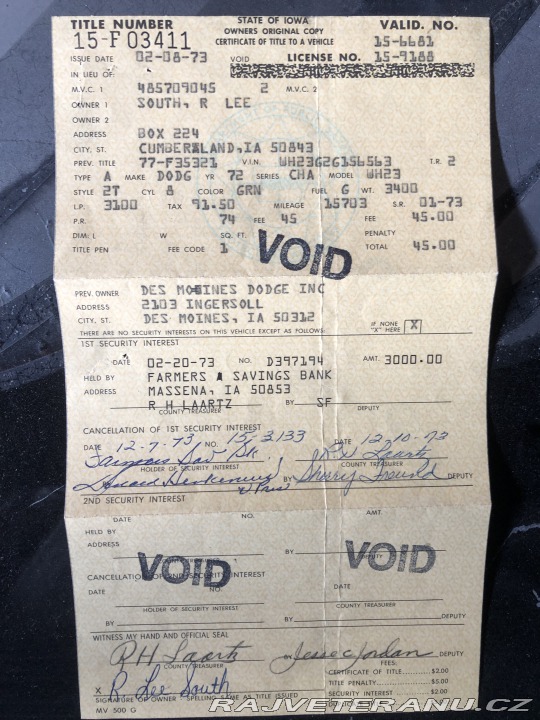 TITLE NUMBER STATE OF IOWA VALID. NO.
15-F 03411 OWNERS ORIGINAL COPY 15-6681
CERTIFICATE OF TITLE TO A VEHICLE
ISSUE DATE 02-08-73 VOID LICENSE NO. 15-9188
IN LIEU OF:
M.V.C. 1 485709045 2 M.V.C. 2
OWNER 1 SOUTH, R LEE
OWNER 2
ADDRESS BOX 224
CITY, ST. CUMBERLAND, IA 50843
PREV. TITLE 77-F35321 V.I.N. WH23G2G156563 T.R. 2
TYPE A MAKE DODG YR 72 SERIES CHA MODEL WH23
STYLE 2T CYL 8 COLOR GRN FUEL G WT. 3400
L.P. 3100 TAX 91.50 MILEAGE 15703 S.R. 01-73
P.R. 74 FEE 45 FEE 45.00
DIM: L W SQ. FT. PENALTY
TITLE PEN FEE CODE 1 TOTAL 45.00
VOID
PREV. OWNER DES MOINES DODGE INC
ADDRESS 2103 INGERSOLL
CITY, ST. DES MOINES, IA 50312
THERE ARE NO SECURITY INTERESTS ON THIS VEHICLE EXCEPT AS FOLLOWS: IF NONE "X" HERE X
1ST SECURITY INTEREST
DATE 02-20-73 NO. D397194 AMT. 3000.00
HELD BY FARMERS & SAVINGS BANK
ADDRESS MASSENA, IA 50853
R H LAARTZ BY SF
COUNTY TREASURER DEPUTY
CANCELLATION OF 1ST SECURITY INTEREST
DATE 12-7-73 NO. 15-3133 DATE 12-10-73
Farmers Sav Bk. R H Laartz
HOLDER OF SECURITY INTEREST COUNTY TREASURER
BY Sherry DEPUTY
2ND SECURITY INTEREST
DATE NO. AMT.
HELD BY
ADDRESS
BY DEPUTY
VOID VOID
CANCELLATION OF 2ND SECURITY INTEREST
DATE NO. DATE
HOLDER OF SECURITY INTEREST COUNTY TREASURER
BY BY DEPUTY
WITNESS MY HAND AND OFFICIAL SEAL
R H Laartz BY Jesse C Jordan DEPUTY
COUNTY TREASURER FEES:
CERTIFICATE OF TITLE $2.00
X R Lee South TITLE PENALTY $5.00
SIGNATURE OF OWNER SPELLING SAME AS TITLE ISSUED SECURITY INTEREST $2.00
MV 500 G
RAJVETERANU.CZ